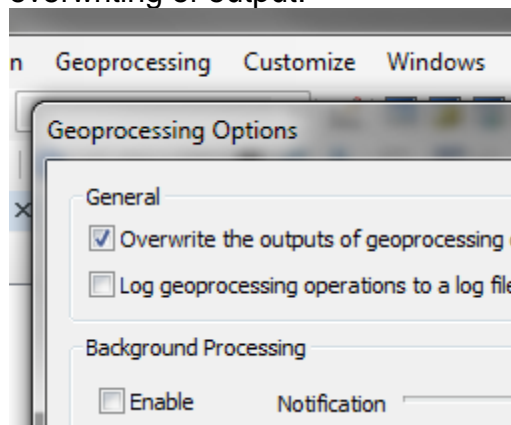 n Geoprocessing Customize Windows
Geoprocessing Options
General
Overwrite the outputs of geoprocessing
Log geoprocessing operations to a log file
Background Processing
Enable Notification